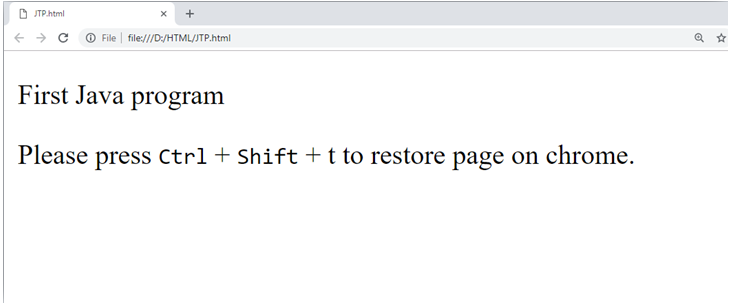 JTP.html
File | file:///D:/HTML/JTP.html
First Java program
Please press Ctrl + Shift + t to restore page on chrome.